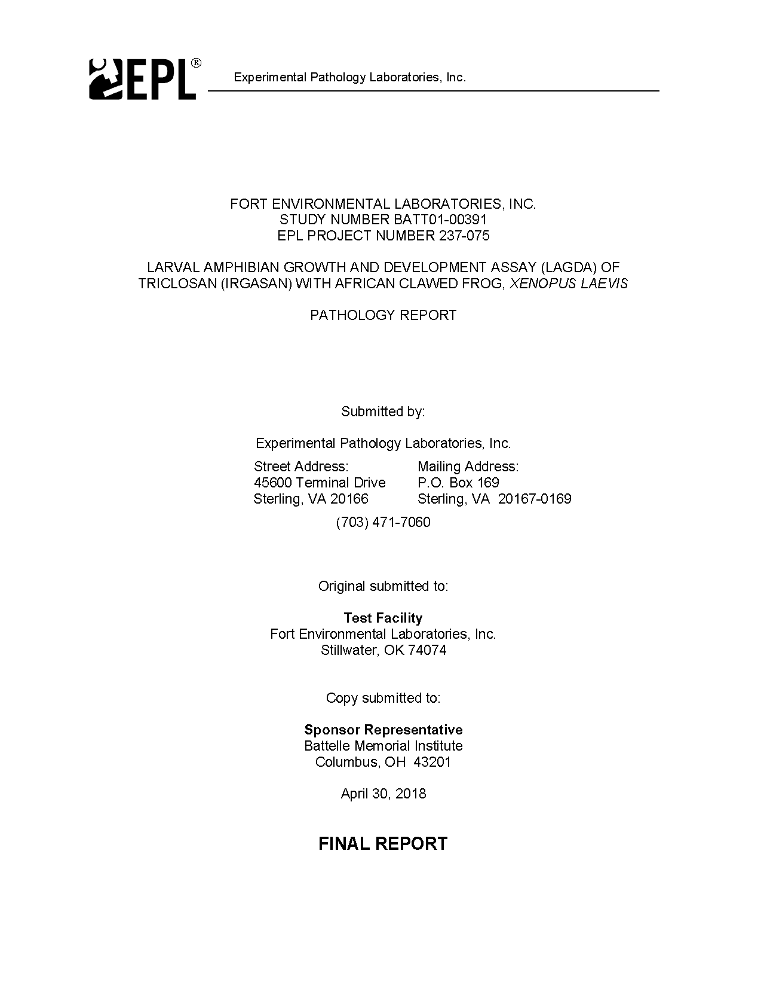 EPL®
Experimental Pathology Laboratories, Inc.
FORT ENVIRONMENTAL LABORATORIES, INC.
STUDY NUMBER BATT01-00391
EPL PROJECT NUMBER 237-075
LARVAL AMPHIBIAN GROWTH AND DEVELOPMENT ASSAY (LAGDA) OF
TRICLOSAN (IRGASAN) WITH AFRICAN CLAWED FROG, XENOPUS LAEVIS
PATHOLOGY REPORT
Submitted by:
Experimental Pathology Laboratories, Inc.
Street Address: Mailing Address:
45600 Terminal Drive P.O. Box 169
Sterling, VA 20166 Sterling, VA 20167-0169
(703) 471-7060
Original submitted to:
Test Facility
Fort Environmental Laboratories, Inc.
Stillwater, OK 74074
Copy submitted to:
Sponsor Representative
Battelle Memorial Institute
Columbus, OH 43201
April 30, 2018
FINAL REPORT